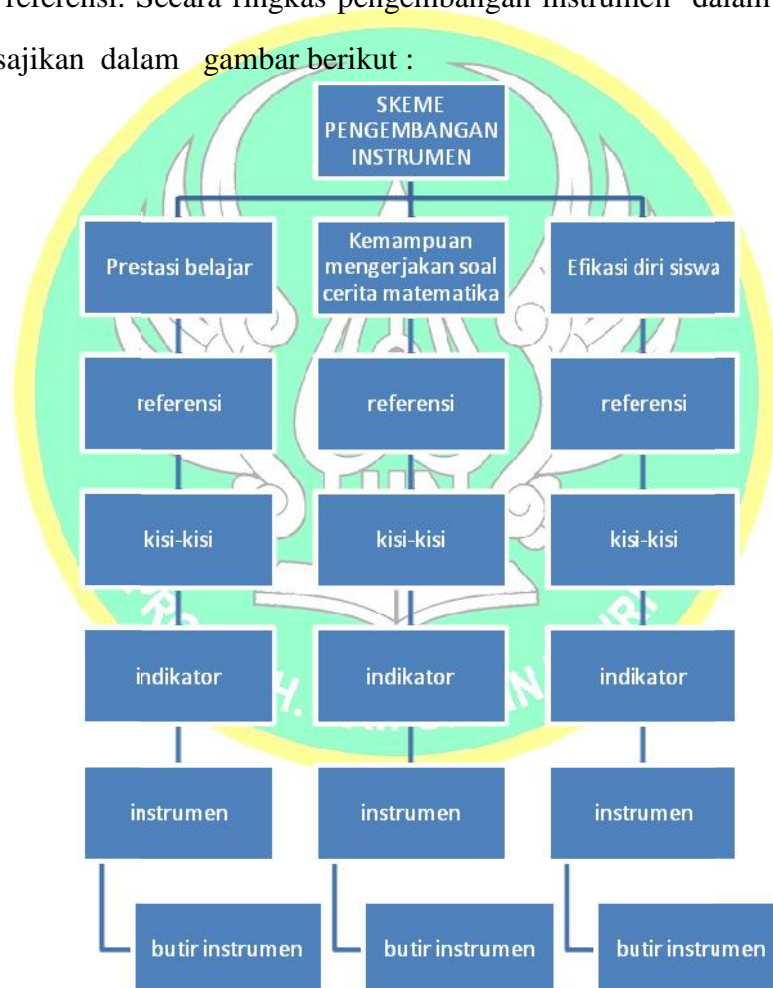 referensi. Secara ringkas pengembangan instrumen dalam
sajikan dalam gambar berikut :
SKEME
PENGEMBANGAN
INSTRUMEN
Prestasi belajar
Kemampuan
mengerjakan soal
cerita matematika
Efikasi diri siswa
referensi
referensi
referensi
kisi-kisi
kisi-kisi
kisi-kisi
indikator
indikator
indikator
instrumen
instrumen
instrumen
butir instrumen
butir instrumen
butir instrumen